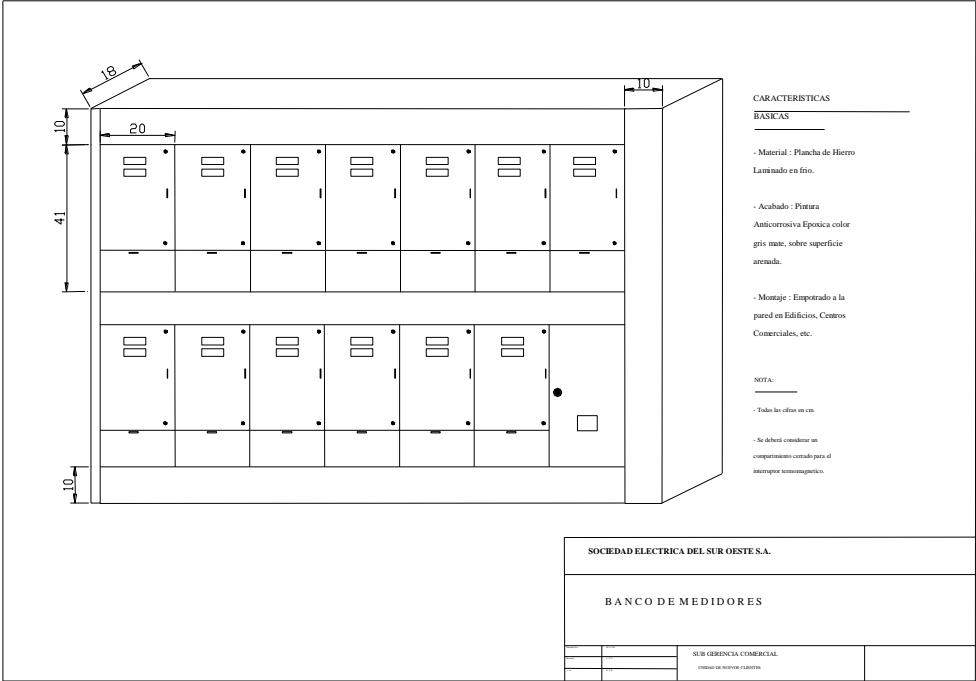 18
10
10
20
41
10
CARACTERISTICAS
BASICAS
- Material : Plancha de Hierro
Laminado en frio.
- Acabado : Pintura
Anticorrosiva Epoxica color
gris mate, sobre superficie
arenada.
- Montaje : Empotrado a la
pared en Edificios, Centros
Comerciales, etc.
NOTA:
- Todas las cifras en cm.
- Se deberá considerar un
compartimiento cerrado para el
interruptor termomagnetico.
SOCIEDAD ELECTRICA DEL SUR OESTE S.A.
BANCO DE MEDIDORES
SUB GERENCIA COMERCIAL
UNIDAD DE NUEVOS CLIENTES